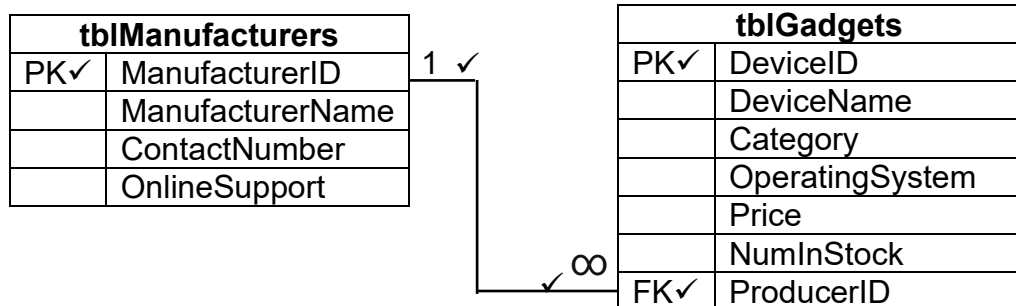 tblManufacturers
PK✓ ManufacturerID
ManufacturerName
ContactNumber
OnlineSupport
1 ✓
✓ ∞
tblGadgets
PK✓ DeviceID
DeviceName
Category
OperatingSystem
Price
NumInStock
FK✓ ProducerID